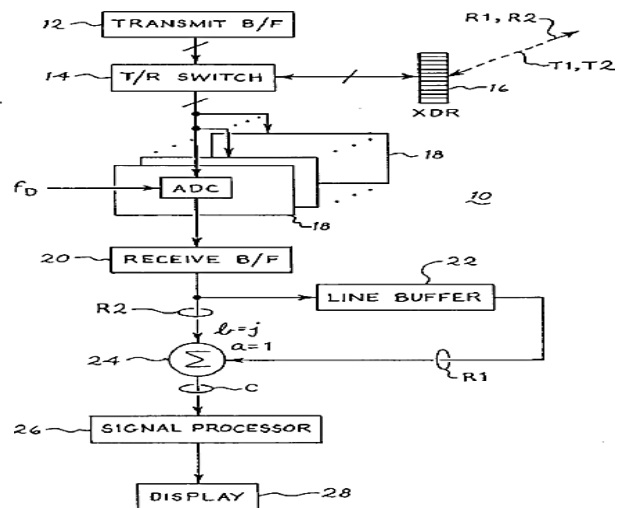 R1, R2
12 TRANSMIT B/F
14 T/R SWITCH
T1, T2
16
XDR
18
fD ADC
10
18
20 RECEIVE B/F
22
LINE BUFFER
R2
b=j
a=1
24 Σ
R1
C
26 SIGNAL PROCESSOR
DISPLAY 28